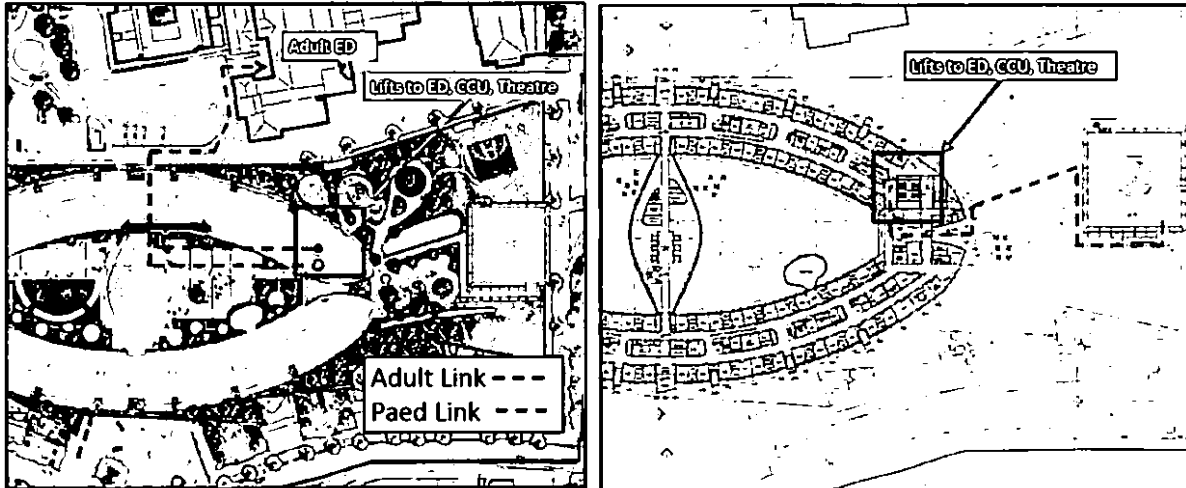 Adult ED
Lifts to ED, CCU, Theatre
Adult Link
Paed Link
Lifts to ED, CCU, Theatre